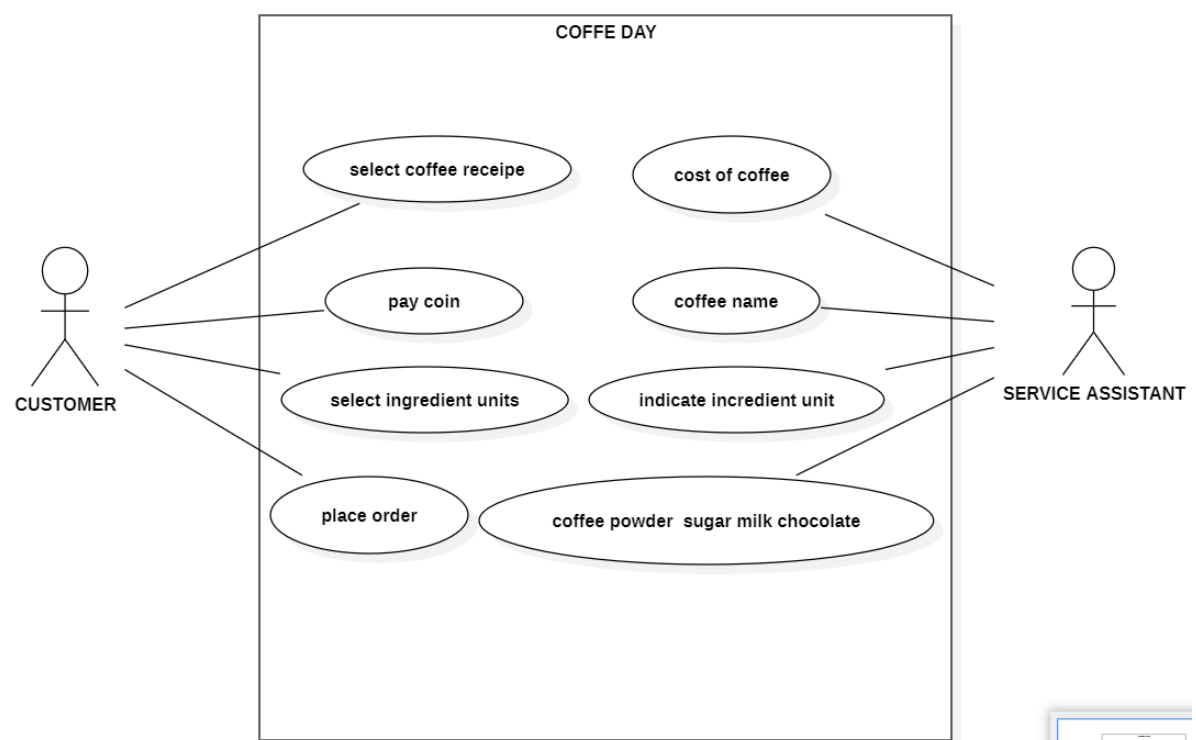 COFFE DAY
select coffee receipe
cost of coffee
pay coin
coffee name
CUSTOMER
select ingredient units
indicate incredient unit
SERVICE ASSISTANT
place order
coffee powder  sugar milk chocolate